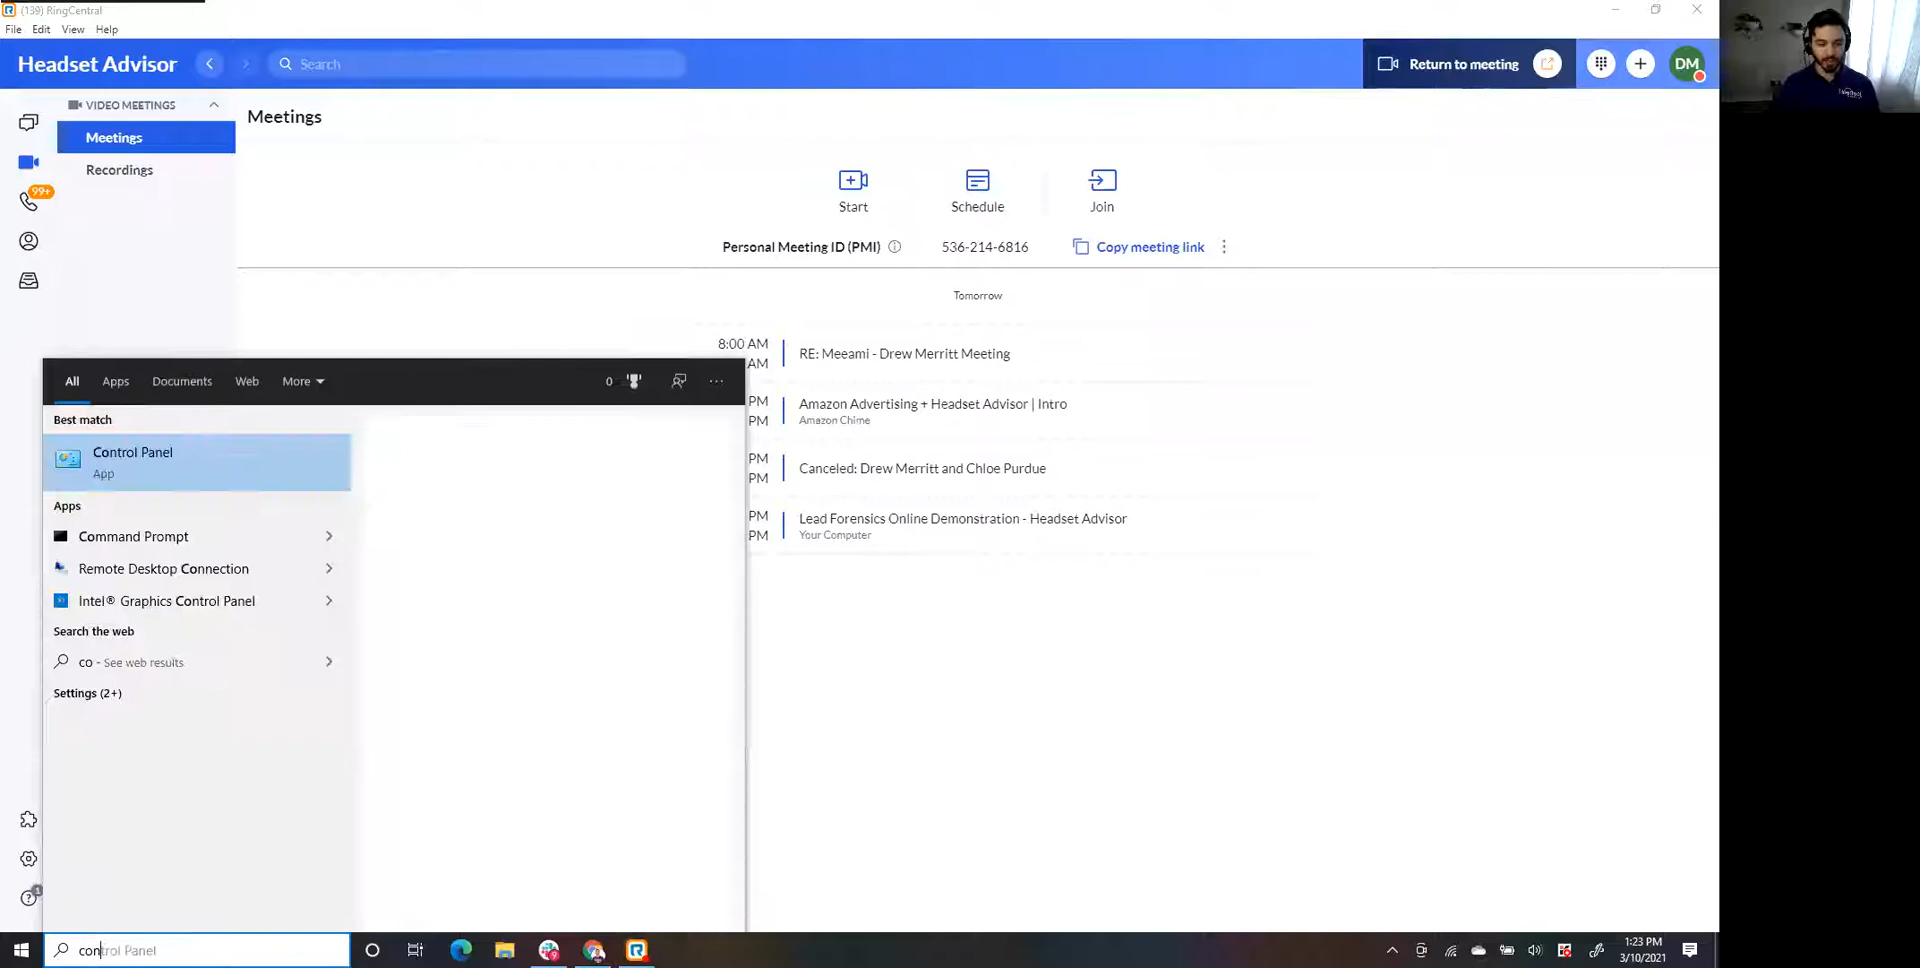 (139) RingCentral
File Edit View Help
Headset Advisor
Search
Return to meeting
DM
VIDEO MEETINGS
Meetings
Recordings
99+
Meetings
Start Schedule Join
Personal Meeting ID (PMI) 536-214-6816 Copy meeting link
Tomorrow
8:00 AM
AM
RE: Meeami - Drew Merritt Meeting
PM
PM
Amazon Advertising + Headset Advisor | Intro
Amazon Chime
PM
PM
Canceled: Drew Merritt and Chloe Purdue
PM
PM
Lead Forensics Online Demonstration - Headset Advisor
Your Computer
All Apps Documents Web More 0
Best match
Control Panel
App
Apps
Command Prompt
Remote Desktop Connection
Intel® Graphics Control Panel
Search the web
co - See web results
Settings (2+)
1
control Panel
9
1:23 PM
3/10/2021